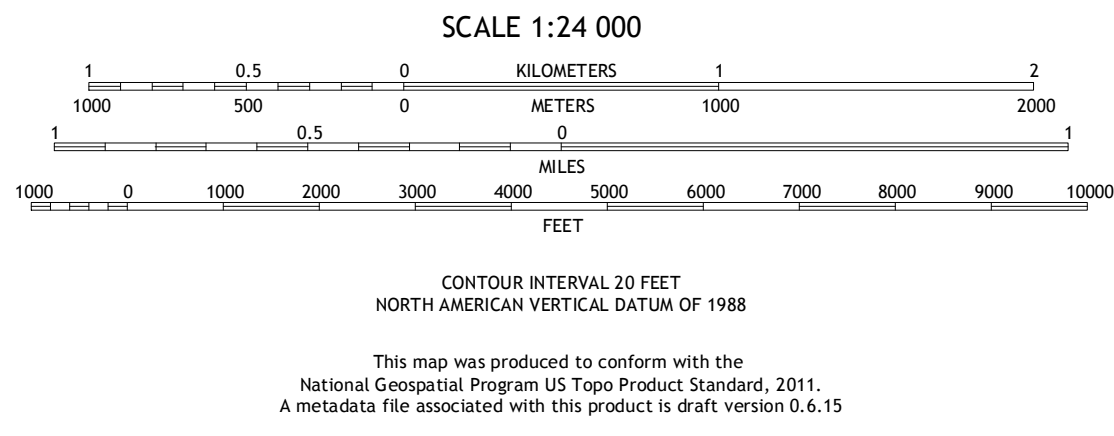 SCALE 1:24 000
1 0.5 0 KILOMETERS 1 2
1000 500 0 METERS 1000 2000
1 0.5 0 1
MILES
1000 0 1000 2000 3000 4000 5000 6000 7000 8000 9000 10000
FEET
CONTOUR INTERVAL 20 FEET
NORTH AMERICAN VERTICAL DATUM OF 1988
This map was produced to conform with the
National Geospatial Program US Topo Product Standard, 2011.
A metadata file associated with this product is draft version 0.6.15